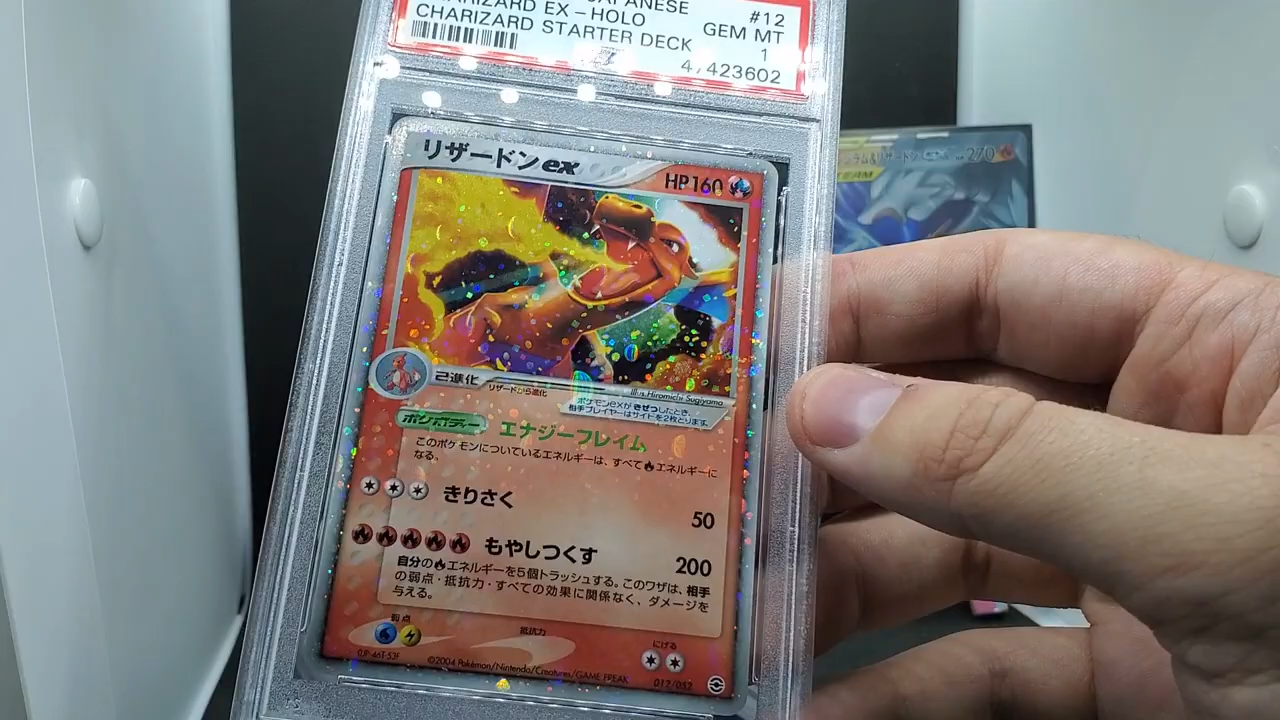 JAPANESE
CHARIZARD EX-HOLO
CHARIZARD STARTER DECK
#12
GEM MT
1
リザードンex
HP160
2進化
リザードから進化
illus.Hiromichi Sugiyama
ポケモンexがきぜつしたとき、
相手プレイヤーはサイドを2枚とります。
ポケボディー
エナジーフレイム
このポケモンについているエネルギーは、すべて エネルギーに
なる。
きりさく
50
もやしつくす
200
自分の エネルギーを5個トラッシュする。このワザは、相手
の弱点・抵抗力・すべての効果に関係なく、ダメージを
与える。
弱点
抵抗力
にげる
©2004 Pokémon/Nintendo/Creatures/GAME FREAK
012/052
270